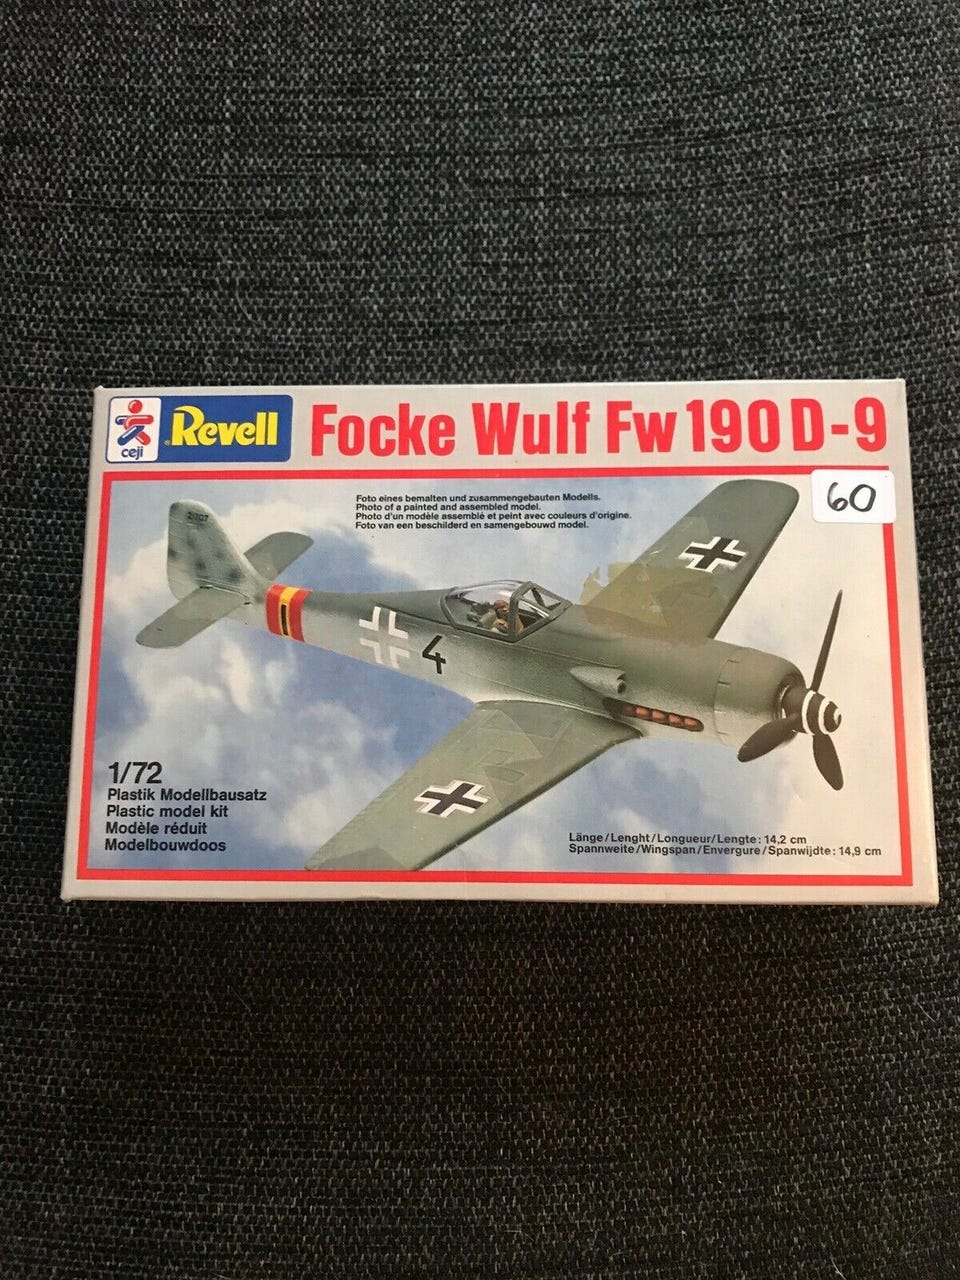 ceji
Revell
Focke Wulf Fw 190 D-9
60
Foto eines bemalten und zusammengebauten Modells.
Photo of a painted and assembled model.
Photo d'un modèle assemblé et peint avec couleurs d'origine.
Foto van een beschilderd en samengebouwd model.
4
1/72
Plastik Modellbausatz
Plastic model kit
Modèle réduit
Modelbouwdoos
Länge/Lenght/Longueur/Lengte: 14,2 cm
Spannweite/Wingspan/Envergure/Spanwijdte: 14,9 cm